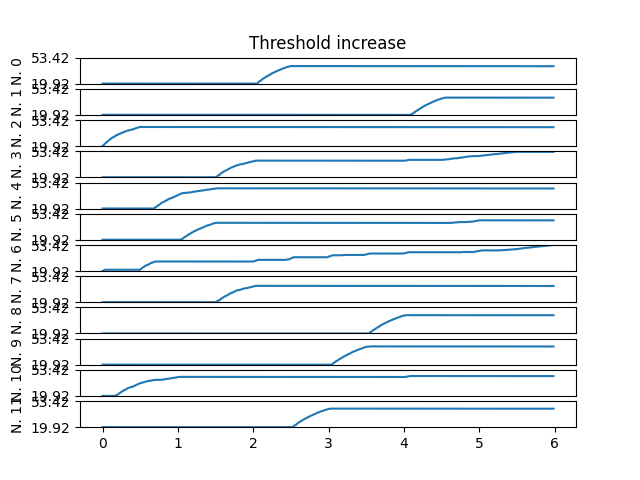 Threshold increase
N. 0
53.42
19.92
N. 1
53.42
19.92
N. 2
53.42
19.92
N. 3
53.42
19.92
N. 4
53.42
19.92
N. 5
53.42
19.92
N. 6
53.42
19.92
N. 7
53.42
19.92
N. 8
53.42
19.92
N. 9
53.42
19.92
N. 10
53.42
19.92
N. 11
53.42
19.92
0 1 2 3 4 5 6